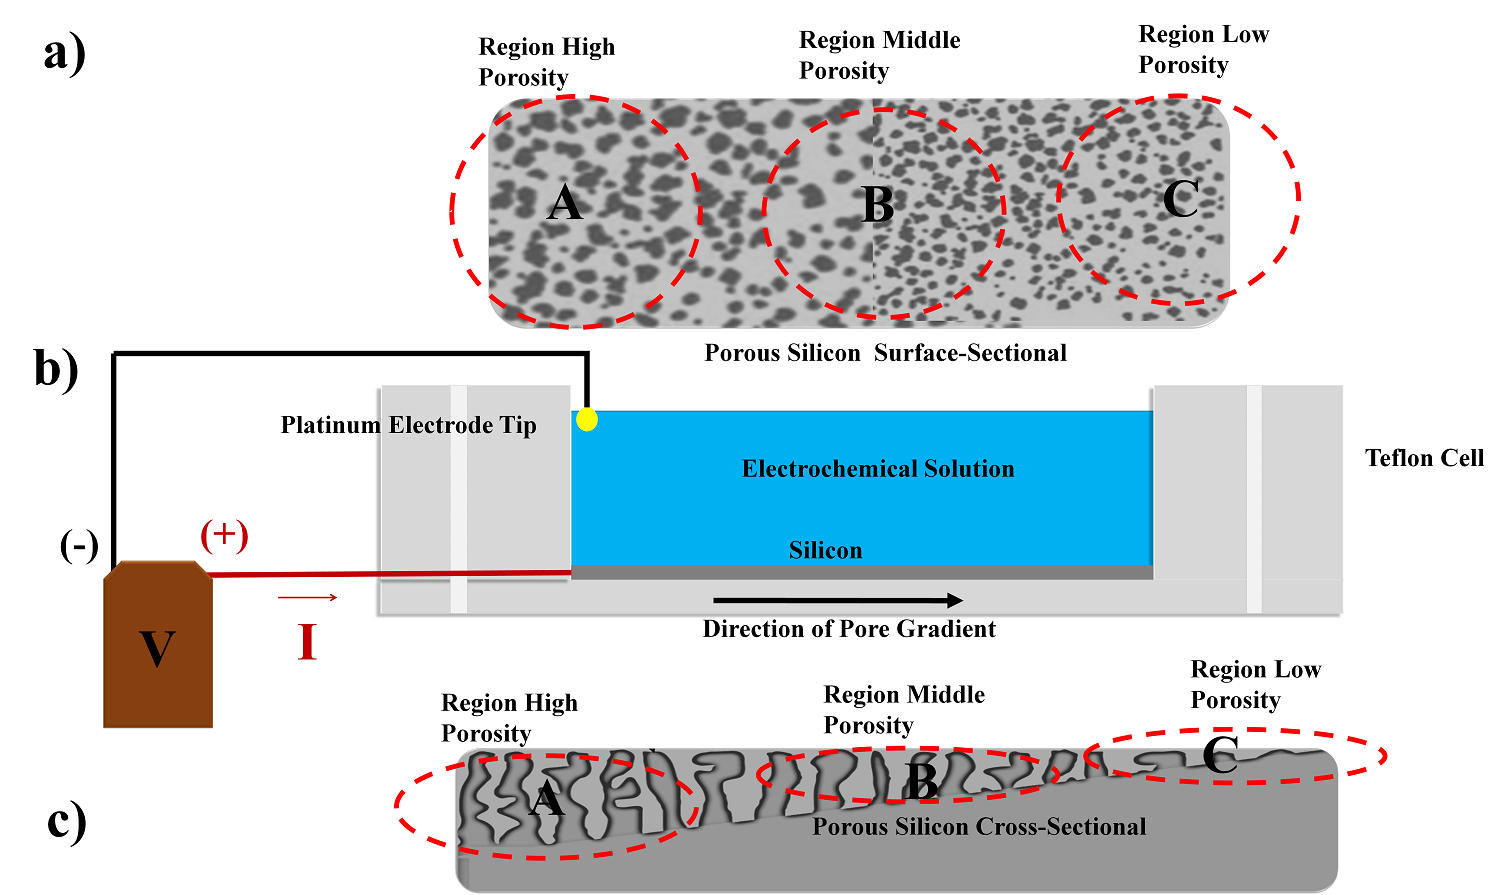 a)
Region High
Porosity
Region Middle
Porosity
Region Low
Porosity
A
B
C
Porous Silicon Surface-Sectional
b)
Platinum Electrode Tip
Electrochemical Solution
Teflon Cell
(-)
(+)
Silicon
V
I
Direction of Pore Gradient
Region High
Porosity
Region Middle
Porosity
Region Low
Porosity
A
B
C
c)
Porous Silicon Cross-Sectional